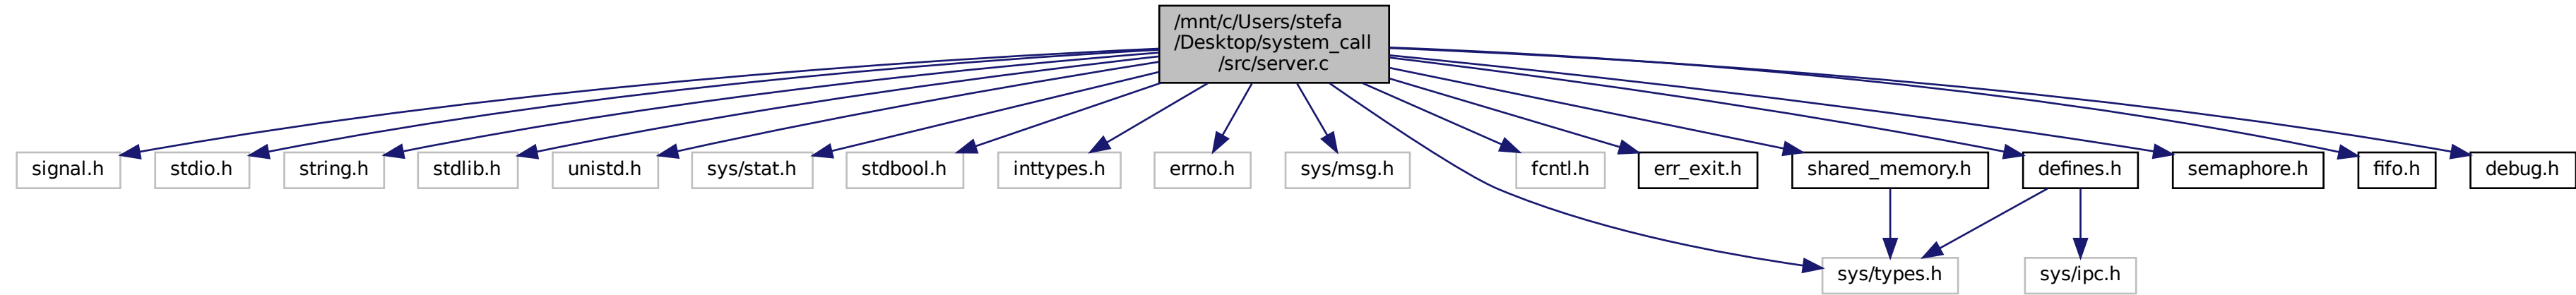 /mnt/c/Users/stefa
/Desktop/system_call
/src/server.c
signal.h
stdio.h
string.h
stdlib.h
unistd.h
sys/stat.h
stdbool.h
inttypes.h
errno.h
sys/msg.h
fcntl.h
err_exit.h
shared_memory.h
defines.h
semaphore.h
fifo.h
debug.h
sys/types.h
sys/ipc.h